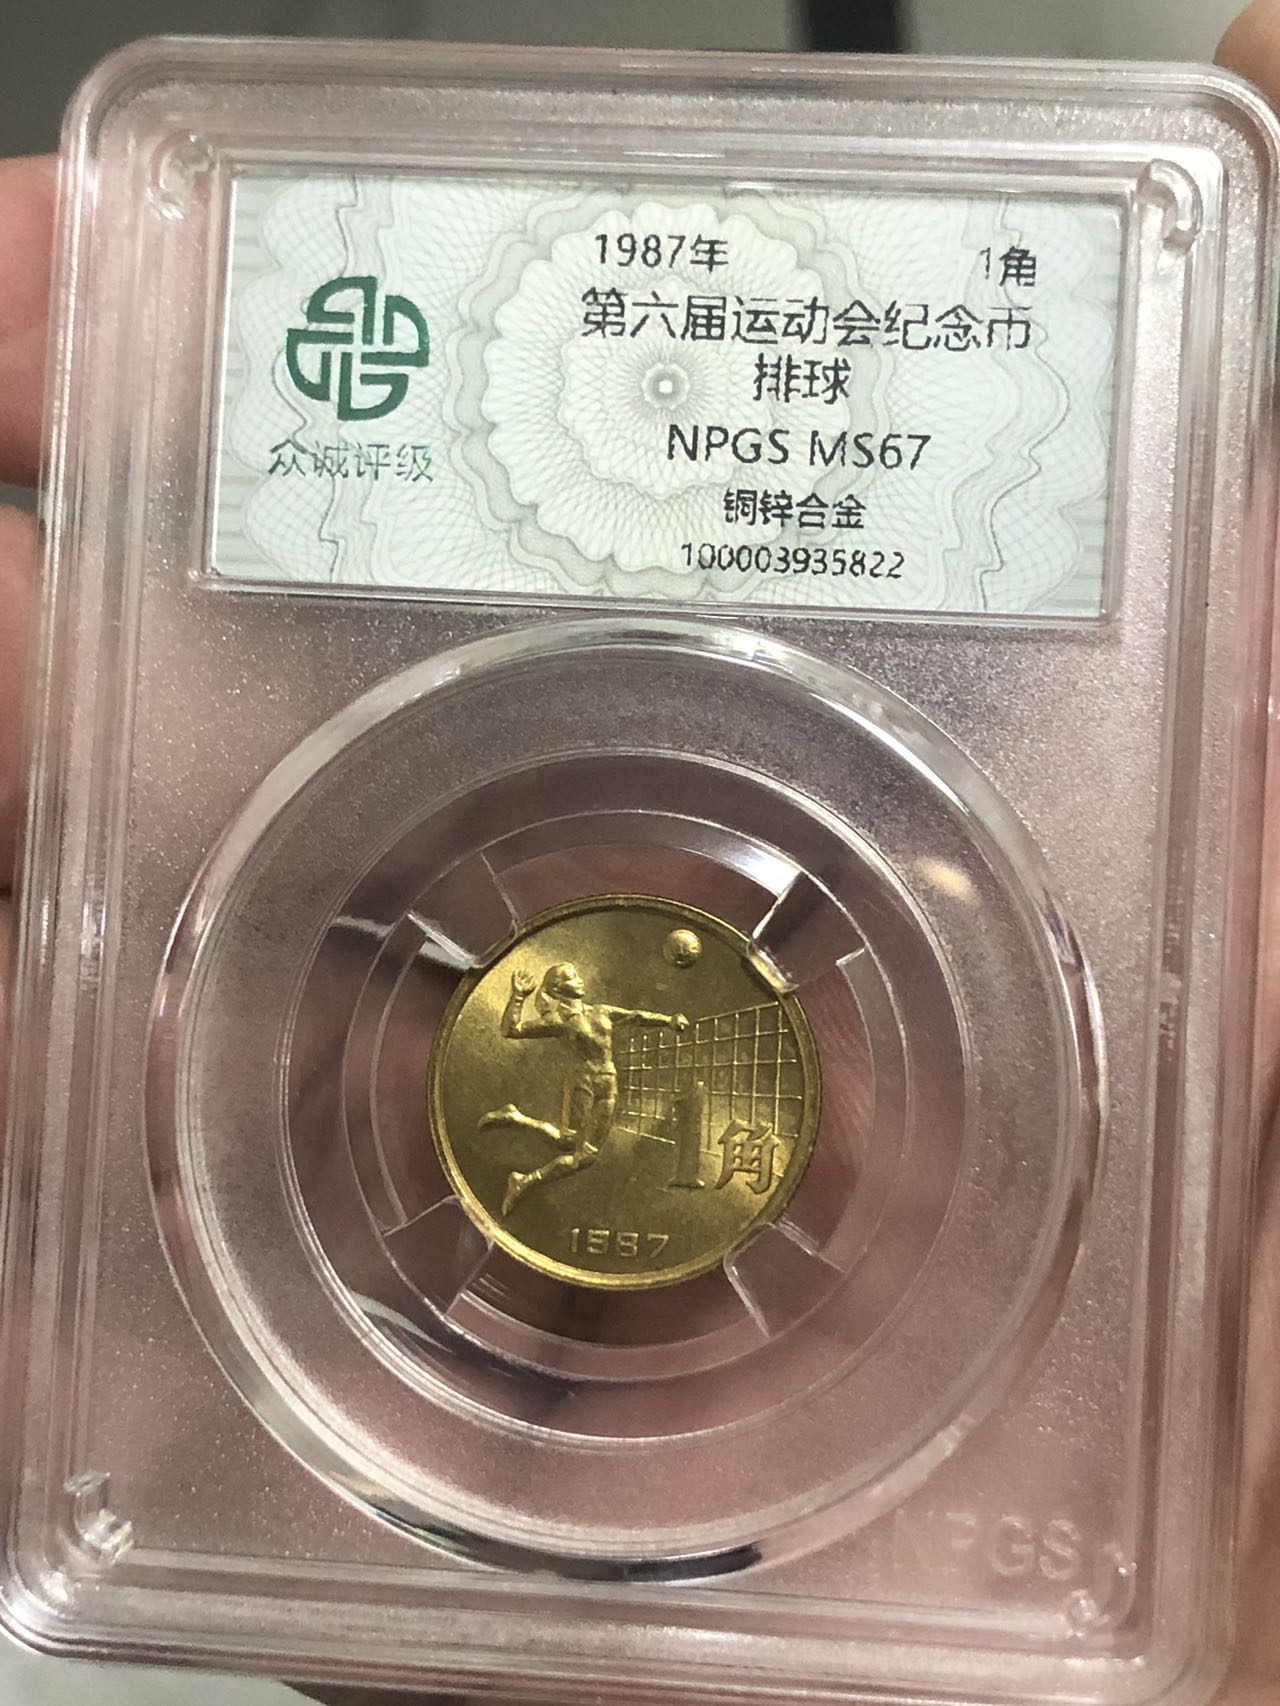 1987年 1角
第六届运动会纪念币
排球
NPGS MS67
铜锌合金
100003935822
众诚评级
1角
1987
NPGS